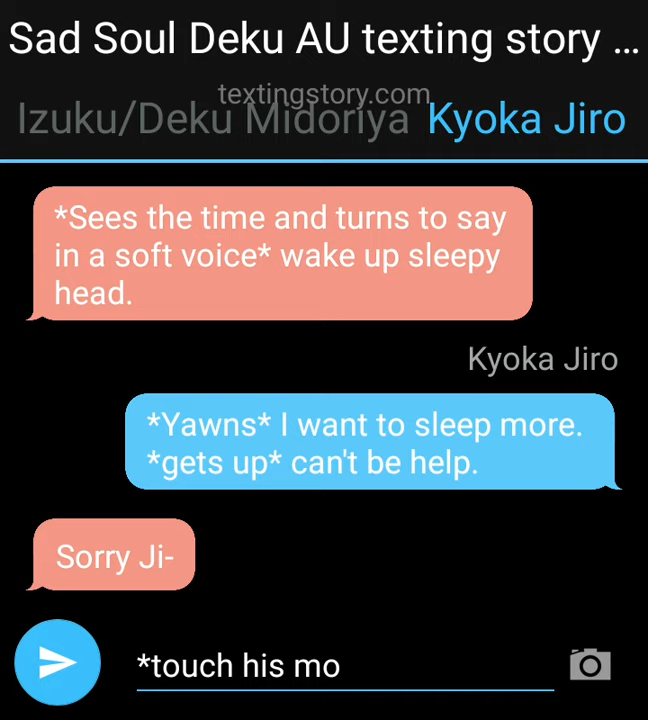 Sad Soul Deku AU texting story ...
textingstory.com
Izuku/Deku Midoriya Kyoka Jiro
*Sees the time and turns to say
in a soft voice* wake up sleepy
head.
Kyoka Jiro
*Yawns* I want to sleep more.
*gets up* can't be help.
Sorry Ji-
*touch his mo